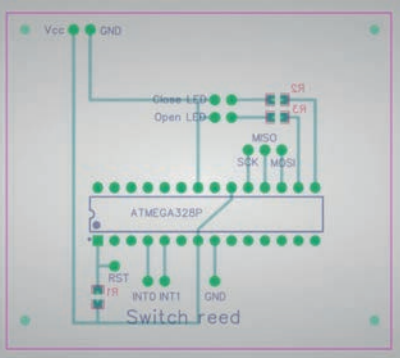 Vcc GND
Close LED
R2
Open LED
R3
MISO
SCK MOSI
ATMEGA328P
RST
R1
INT0 INT1 GND
Switch reed